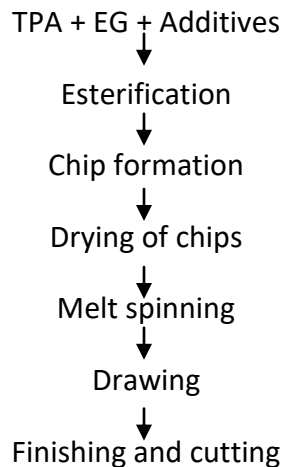 TPA + EG + Additives
Esterification
Chip formation
Drying of chips
Melt spinning
Drawing
Finishing and cutting